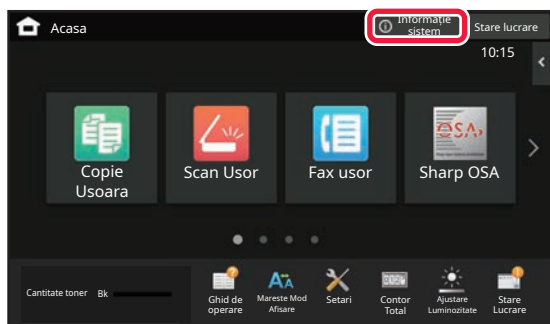 Acasa
Informație
sistem
Stare lucrare
10:15
OSA
Copie
Usoara
Scan Usor
Fax usor
Sharp OSA
Cantitate toner Bk
Ghid de
operare
Mareste Mod
Afisare
Setari
Contor
Total
Ajustare
Luminozitate
Stare
Lucrare